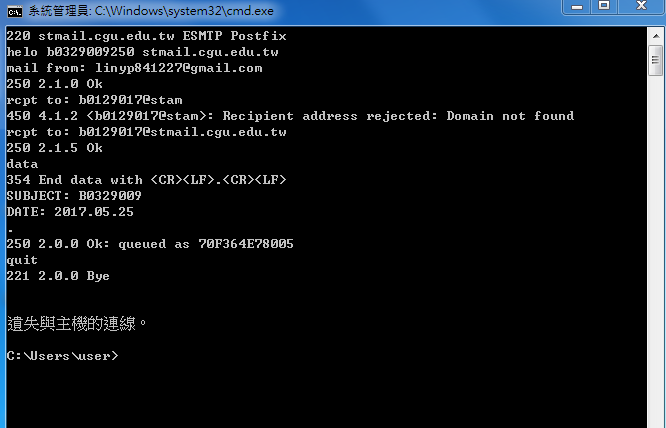 系統管理員: C:\Windows\system32\cmd.exe
220 stmail.cgu.edu.tw ESMTP Postfix
helo b0329009250 stmail.cgu.edu.tw
mail from: linyp841227@gmail.com
250 2.1.0 Ok
rcpt to: b0129017@stam
450 4.1.2 <b0129017@stam>: Recipient address rejected: Domain not found
rcpt to: b0129017@stmail.cgu.edu.tw
250 2.1.5 Ok
data
354 End data with <CR><LF>.<CR><LF>
SUBJECT: B0329009
DATE: 2017.05.25
.
250 2.0.0 Ok: queued as 70F364E78005
quit
221 2.0.0 Bye
遺失與主機的連線。
C:\Users\user>